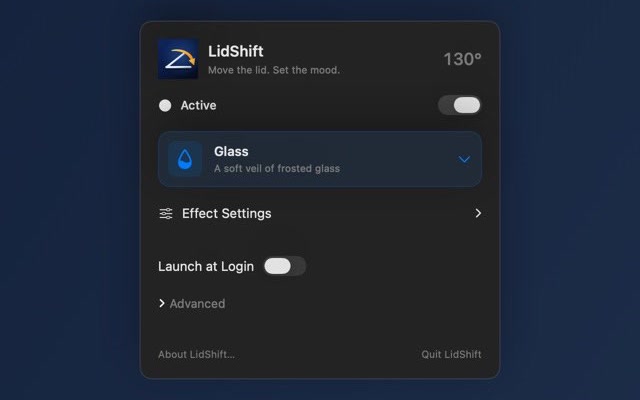 LidShift
Move the lid. Set the mood.
130°
Active
Glass
A soft veil of frosted glass
Effect Settings
Launch at Login
Advanced
About LidShift...
Quit LidShift